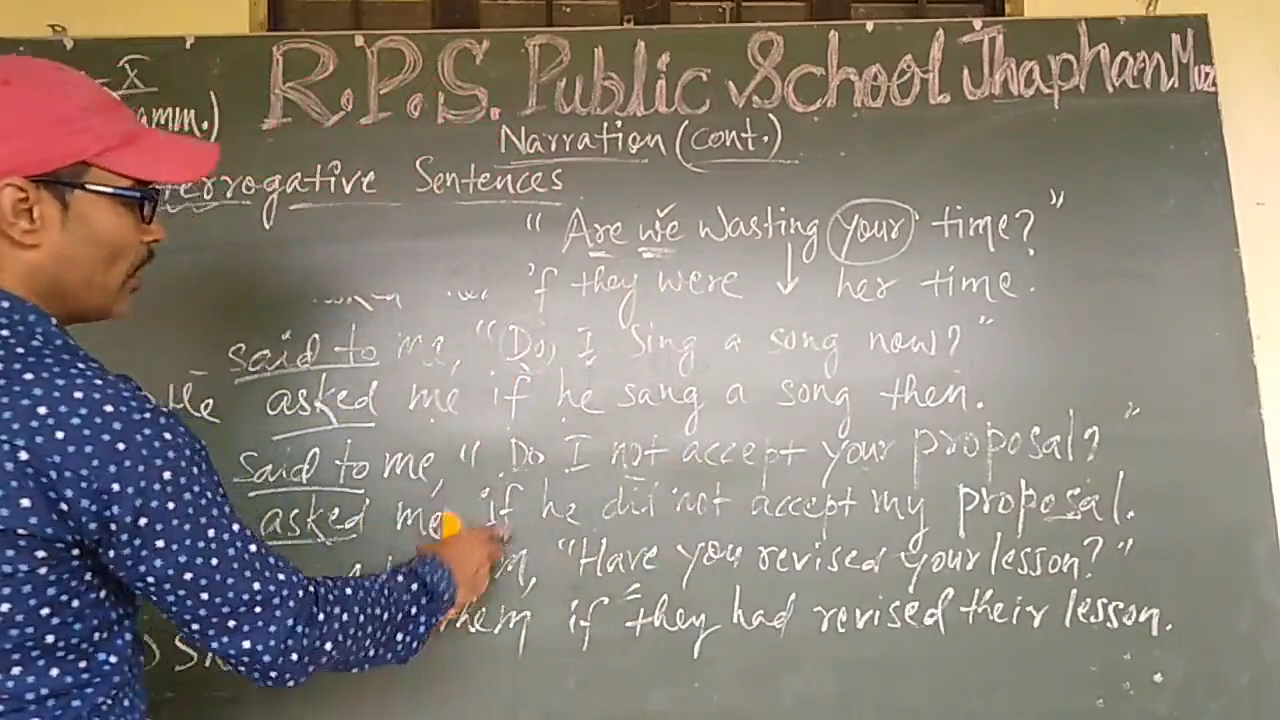 R.P.S. Public School Jhaphan, Muz
X
amm.)
Narration (cont.)
terrogative Sentences
" Are we wasting your time? "
'f they were her time.
said to me, " Do I sing a song now? "
He asked me if he sang a song then.
said to me, " Do I not accept your proposal? "
asked me if he did not accept my proposal.
m, "Have you revised your lesson? "
them if they had revised their lesson.